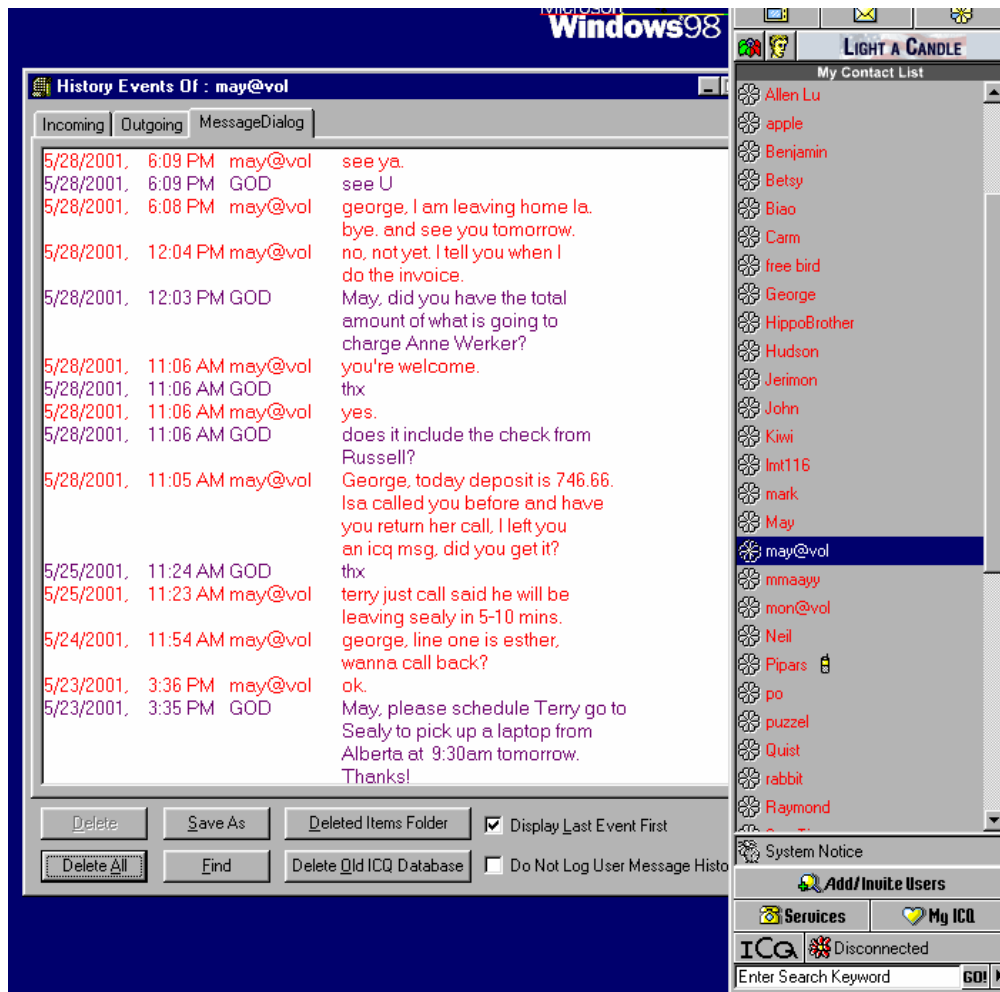 Microsoft
Windows98
LIGHT A CANDLE
My Contact List
History Events Of : may@vol
Incoming Outgoing MessageDialog
5/28/2001, 6:09 PM may@vol see ya.
5/28/2001, 6:09 PM GOD see U
5/28/2001, 6:08 PM may@vol george, I am leaving home la.
bye. and see you tomorrow.
5/28/2001, 12:04 PM may@vol no, not yet. I tell you when I
do the invoice.
5/28/2001, 12:03 PM GOD May, did you have the total
amount of what is going to
charge Anne Werker?
5/28/2001, 11:06 AM may@vol you're welcome.
5/28/2001, 11:06 AM GOD thx
5/28/2001, 11:06 AM may@vol yes.
5/28/2001, 11:06 AM GOD does it include the check from
Russell?
5/28/2001, 11:05 AM may@vol George, today deposit is 746.66.
Isa called you before and have
you return her call, I left you
an icq msg, did you get it?
5/25/2001, 11:24 AM GOD thx
5/25/2001, 11:23 AM may@vol terry just call said he will be
leaving sealy in 5-10 mins.
5/24/2001, 11:54 AM may@vol george, line one is esther,
wanna call back?
5/23/2001, 3:36 PM may@vol ok.
5/23/2001, 3:35 PM GOD May, please schedule Terry go to
Sealy to pick up a laptop from
Alberta at 9:30am tomorrow.
Thanks!
Delete Save As Deleted Items Folder Display Last Event First
Delete All Find Delete Old ICQ Database Do Not Log User Message Histo
Allen Lu
apple
Benjamin
Betsy
Biao
Carm
free bird
George
HippoBrother
Hudson
Jerimon
John
Kiwi
lmt116
mark
May
may@vol
mmaayy
mon@vol
Neil
Pipars
po
puzzel
Quist
rabbit
Raymond
System Notice
Add/Invite Users
Services My ICQ
ICQ Disconnected
Enter Search Keyword GO!